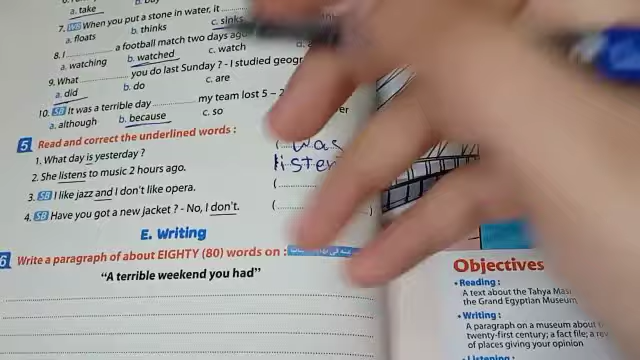 a. take
7. When you put a stone in water, it
a. floats b. thinks c. sinks
8. I a football match two days ago
a. watching b. watched c. watch
9. What you do last Sunday ? - I studied geogr
a. did b. do c. are
10. SB It was a terrible day my team lost 5 -
a. although b. because c. so
5 Read and correct the underlined words :
1. What day is yesterday ? (.... was
2. She listens to music 2 hours ago. listen
3. SB I like jazz and I don't like opera. (
4. SB Have you got a new jacket ? - No, I don't. ( )
E. Writing
6 Write a paragraph of about EIGHTY (80) words on :
"A terrible weekend you had"
Objectives
• Reading :
A text about the Tahya Mas
the Grand Egyptian Museum
• Writing :
A paragraph on a museum about
twenty-first century; a fact file; a
of places giving your opinion
• Listening